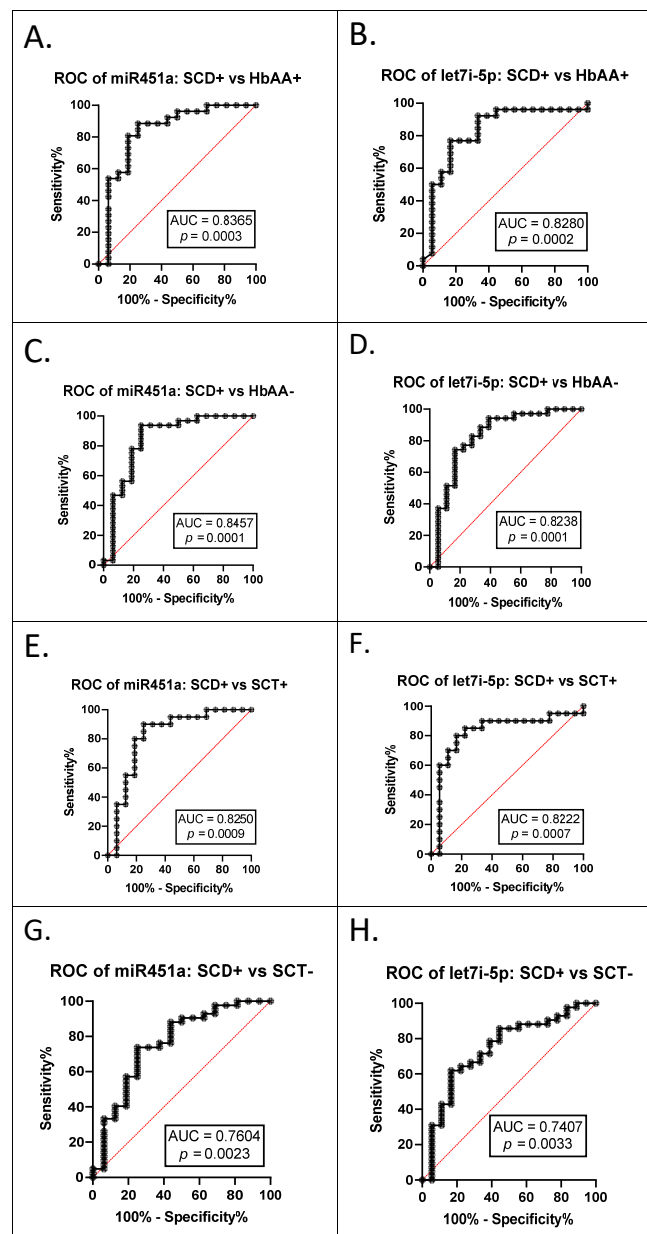 A.
ROC of miR451a: SCD+ vs HbAA+
Sensitivity%
100
80
60
40
20
0
AUC = 0.8365
p = 0.0003
0 20 40 60 80 100
100% - Specificity%
B.
ROC of let7i-5p: SCD+ vs HbAA+
Sensitivity%
100
80
60
40
20
0
AUC = 0.8280
p = 0.0002
0 20 40 60 80 100
100% - Specificity%
C.
ROC of miR451a: SCD+ vs HbAA-
Sensitivity%
100
80
60
40
20
0
AUC = 0.8457
p = 0.0001
0 20 40 60 80 100
100% - Specificity%
D.
ROC of let7i-5p: SCD+ vs HbAA-
Sensitivity%
100
80
60
40
20
0
AUC = 0.8238
p = 0.0001
0 20 40 60 80 100
100% - Specificity%
E.
ROC of miR451a: SCD+ vs SCT+
Sensitivity%
100
80
60
40
20
0
AUC = 0.8250
p = 0.0009
0 20 40 60 80 100
100% - Specificity%
F.
ROC of let7i-5p: SCD+ vs SCT+
Sensitivity%
100
80
60
40
20
0
AUC = 0.8222
p = 0.0007
0 20 40 60 80 100
100% - Specificity%
G.
ROC of miR451a: SCD+ vs SCT-
Sensitivity%
100
80
60
40
20
0
AUC = 0.7604
p = 0.0023
0 20 40 60 80 100
100% - Specificity%
H.
ROC of let7i-5p: SCD+ vs SCT-
Sensitivity%
100
80
60
40
20
0
AUC = 0.7407
p = 0.0033
0 20 40 60 80 100
100% - Specificity%